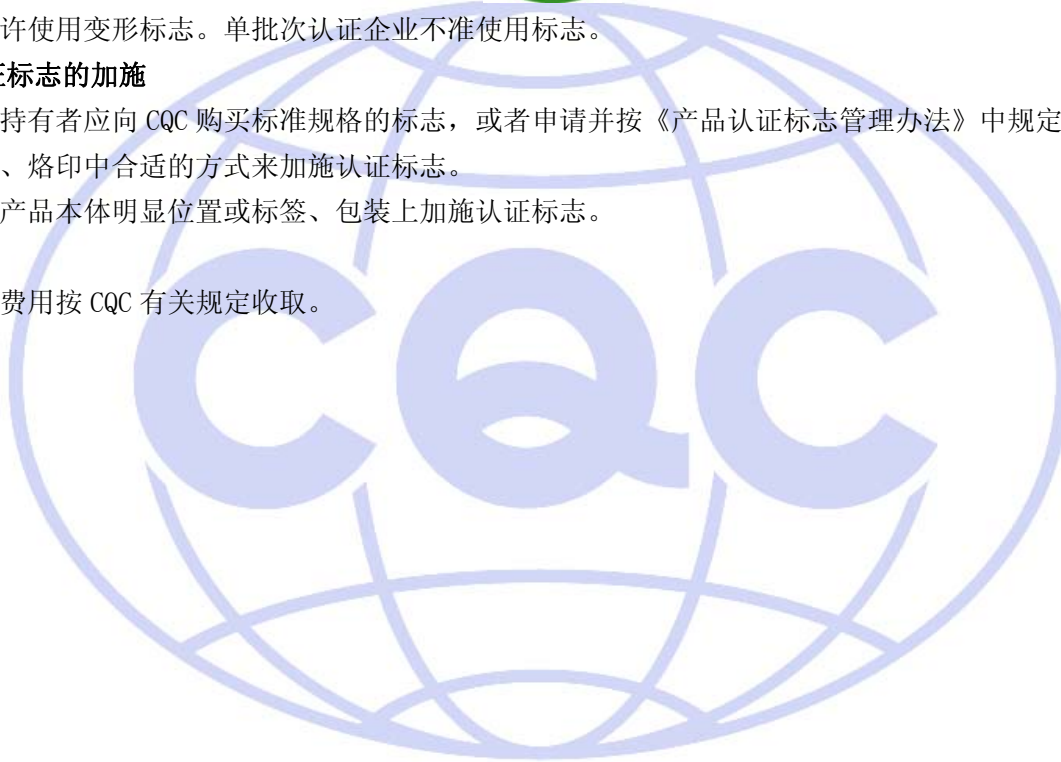 许使用变形标志。单批次认证企业不准使用标志。
证标志的加施
持有者应向 CQC 购买标准规格的标志，或者申请并按《产品认证标志管理办法》中规定
、烙印中合适的方式来加施认证标志。
产品本体明显位置或标签、包装上加施认证标志。
费用按 CQC 有关规定收取。
CQC